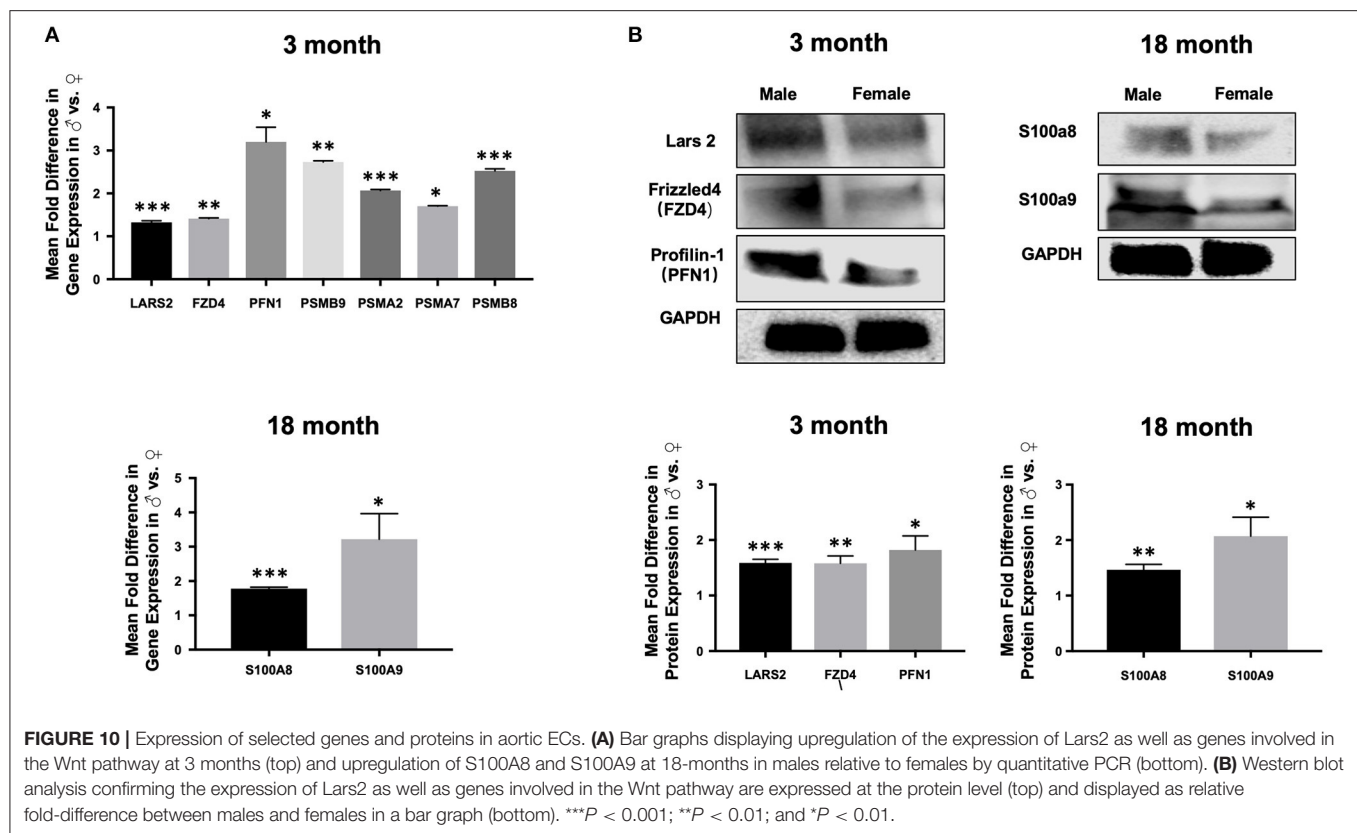 A
3 month
Mean Fold Difference in
Gene Expression in ♂ vs. ♀
4
3
2
1
0
***
**
*
**
***
*
***
LARS2 FZD4 PFN1 PSMB9 PSMA2 PSMA7 PSMB8
18 month
Mean Fold Difference in
Gene Expression in ♂ vs. ♀
5
4
3
2
1
0
***
*
S100A8 S100A9
B
3 month
Male Female
Lars 2
Frizzled4
(FZD4)
Profilin-1
(PFN1)
GAPDH
18 month
Male Female
S100a8
S100a9
GAPDH
3 month
Mean Fold Difference in
Protein Expression in ♂ vs. ♀
3
2
1
0
***
**
*
LARS2 FZD4 PFN1
18 month
Mean Fold Difference in
Protein Expression in ♂ vs. ♀
3
2
1
0
**
*
S100A8 S100A9
FIGURE 10 | Expression of selected genes and proteins in aortic ECs. (A) Bar graphs displaying upregulation of the expression of Lars2 as well as genes involved in
the Wnt pathway at 3 months (top) and upregulation of S100A8 and S100A9 at 18-months in males relative to females by quantitative PCR (bottom). (B) Western blot
analysis confirming the expression of Lars2 as well as genes involved in the Wnt pathway are expressed at the protein level (top) and displayed as relative
fold-difference between males and females in a bar graph (bottom). ***P < 0.001; **P < 0.01; and *P < 0.01.